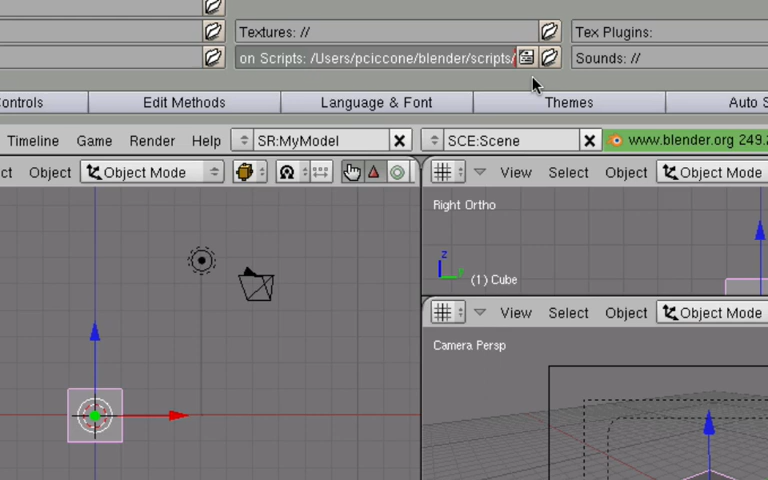 Textures: // Tex Plugins:
on Scripts: /Users/pciccone/blender/scripts/ Sounds: //
ontrols Edit Methods Language & Font Themes Auto S
Timeline Game Render Help SR:MyModel SCE:Scene www.blender.org 249.
ct Object Object Mode View Select Object Object Mode
Right Ortho
z
(1) Cube
View Select Object Object Mode
Camera Persp